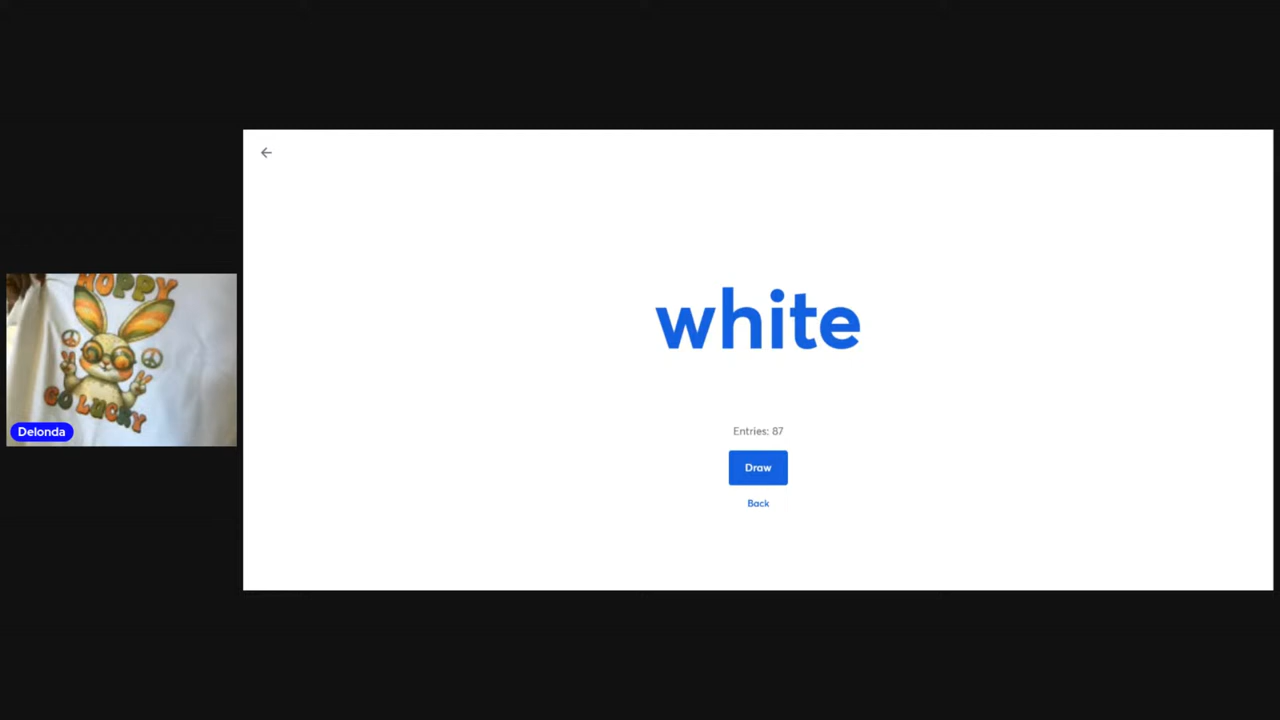 HOPPY
GO LUCKY
Delonda
white
Entries: 87
Draw
Back